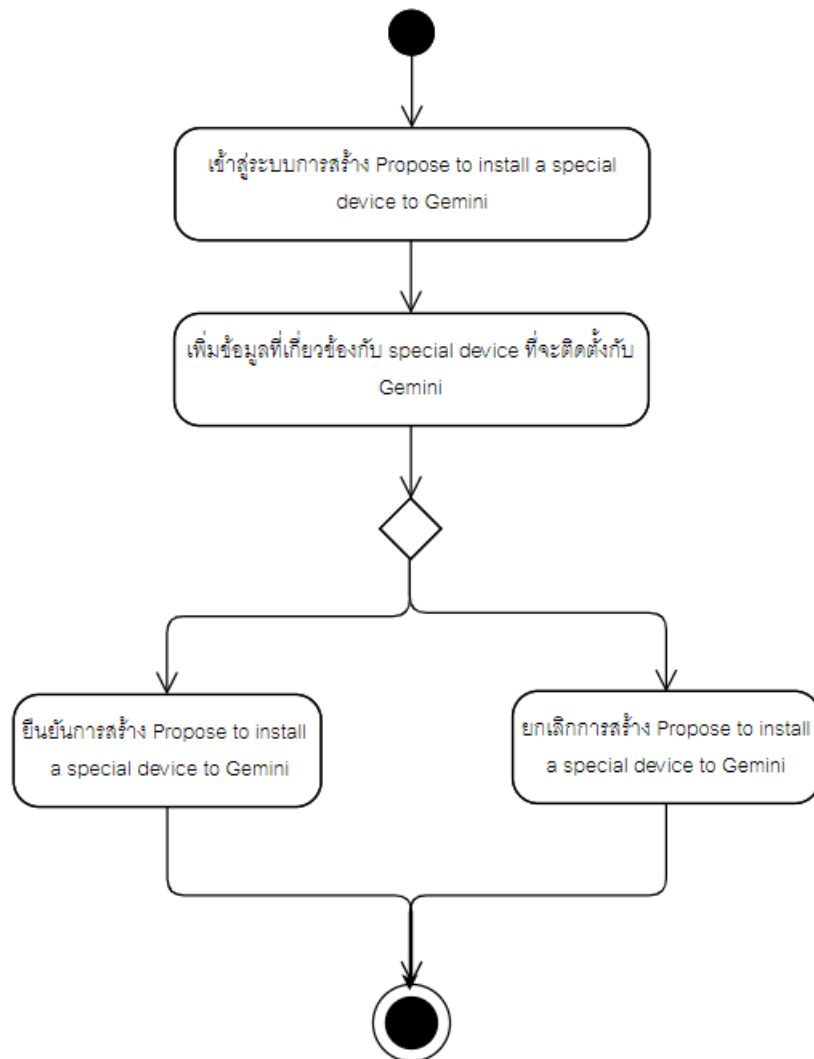 เข้าสู่ระบบการสร้าง Propose to install a special
device to Gemini
เพิ่มข้อมูลที่เกี่ยวข้องกับ special device ที่จะติดตั้งกับ
Gemini
ยืนยันการสร้าง Propose to install
a special device to Gemini
ยกเลิกการสร้าง Propose to install
a special device to Gemini